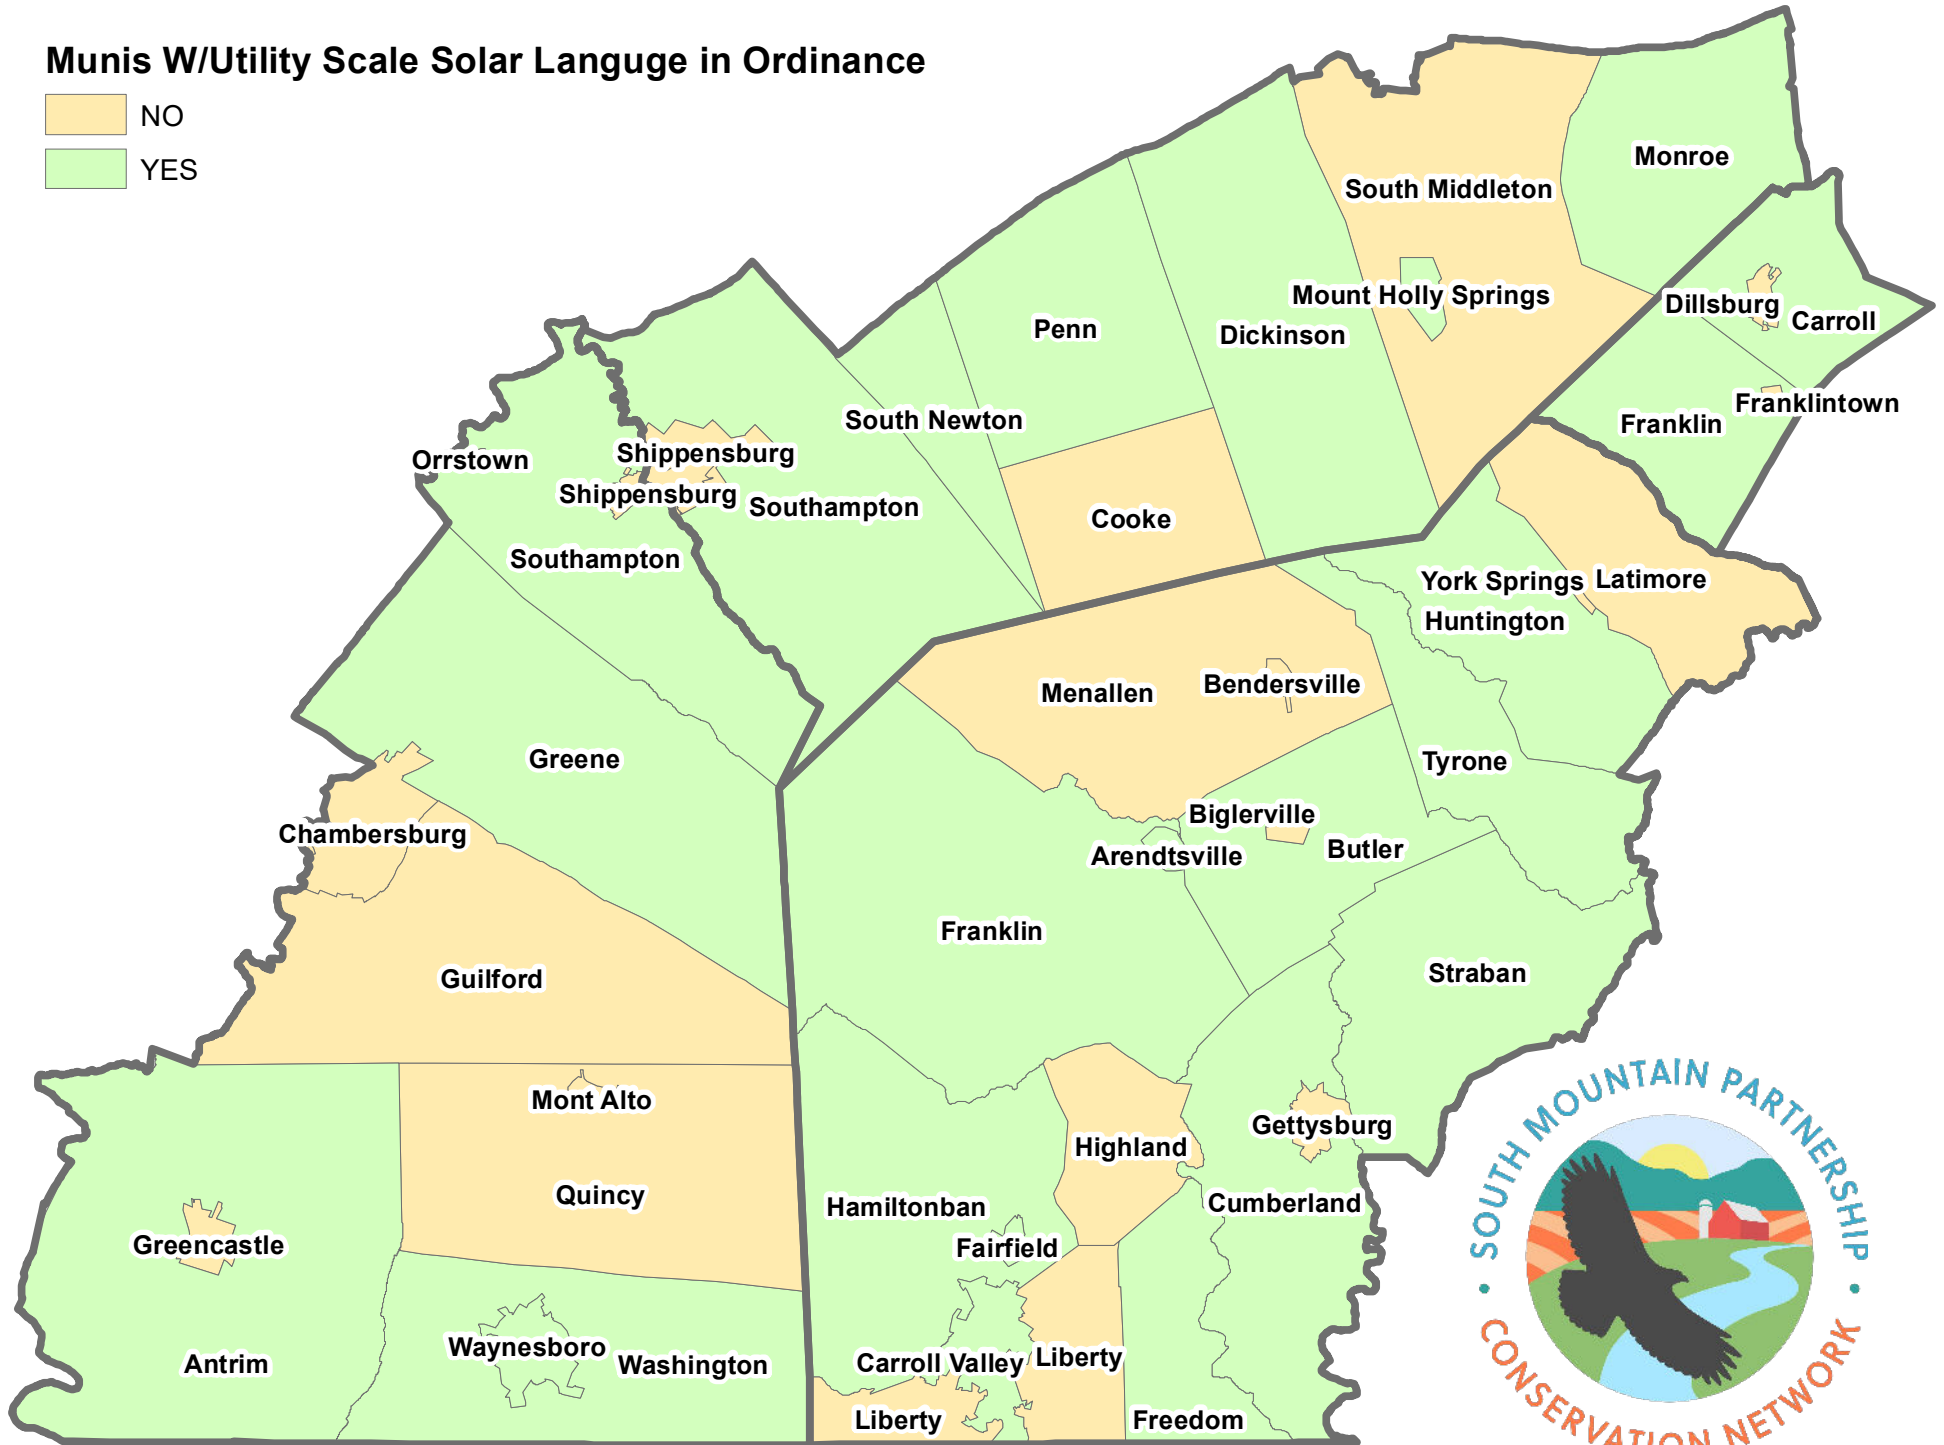 Munis W/Utility Scale Solar Languge in Ordinance
NO
YES
Monroe
South Middleton
Mount Holly Springs
Dillsburg
Carroll
Penn
Dickinson
Franklintown
Franklin
South Newton
Orrstown
Shippensburg
Shippensburg
Southampton
Cooke
Southampton
York Springs
Latimore
Huntington
Menallen
Bendersville
Greene
Tyrone
Biglerville
Chambersburg
Butler
Arendtsville
Franklin
Guilford
Straban
Mont Alto
Gettysburg
Highland
Quincy
Hamiltonban
Cumberland
Greencastle
Fairfield
Waynesboro
Washington
Antrim
Carroll Valley
Liberty
Liberty
Freedom
SOUTH MOUNTAIN PARTNERSHIP
CONSERVATION NETWORK